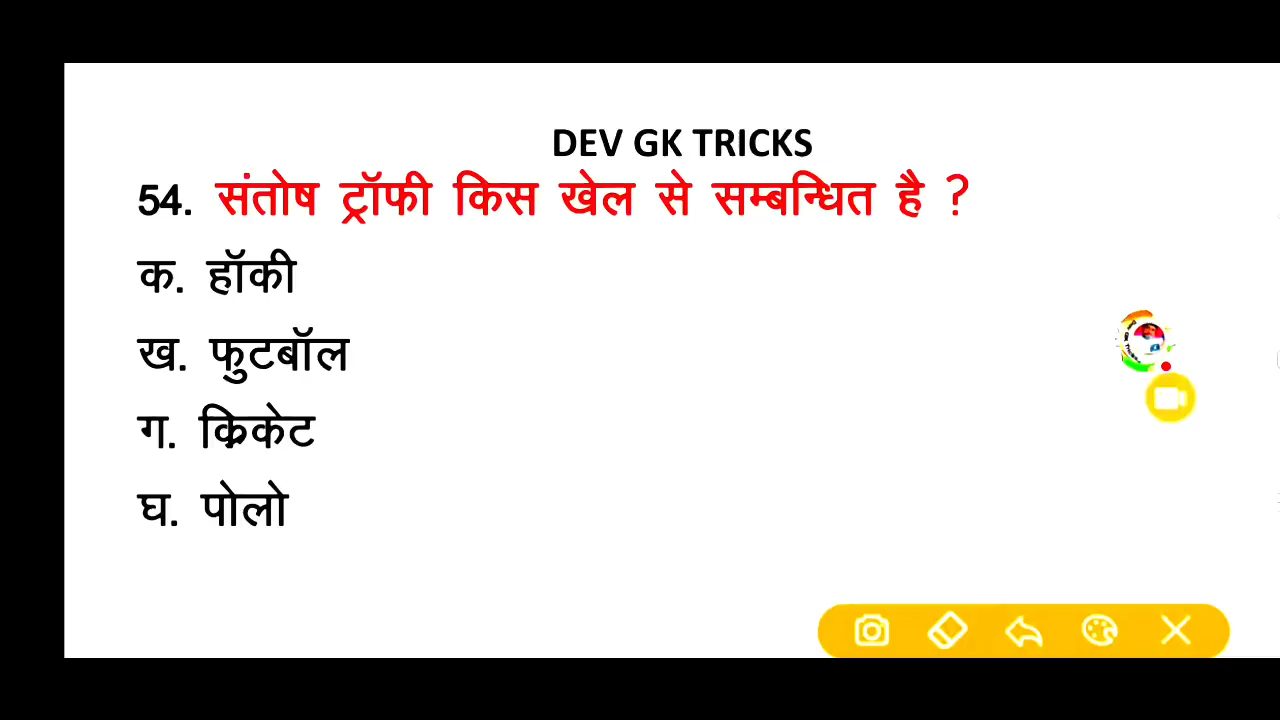 DEV GK TRICKS
54. संतोष ट्रॉफी किस खेल से सम्बन्धित है ?
क. हॉकी
ख. फुटबॉल
ग. क्रिकेट
घ. पोलो